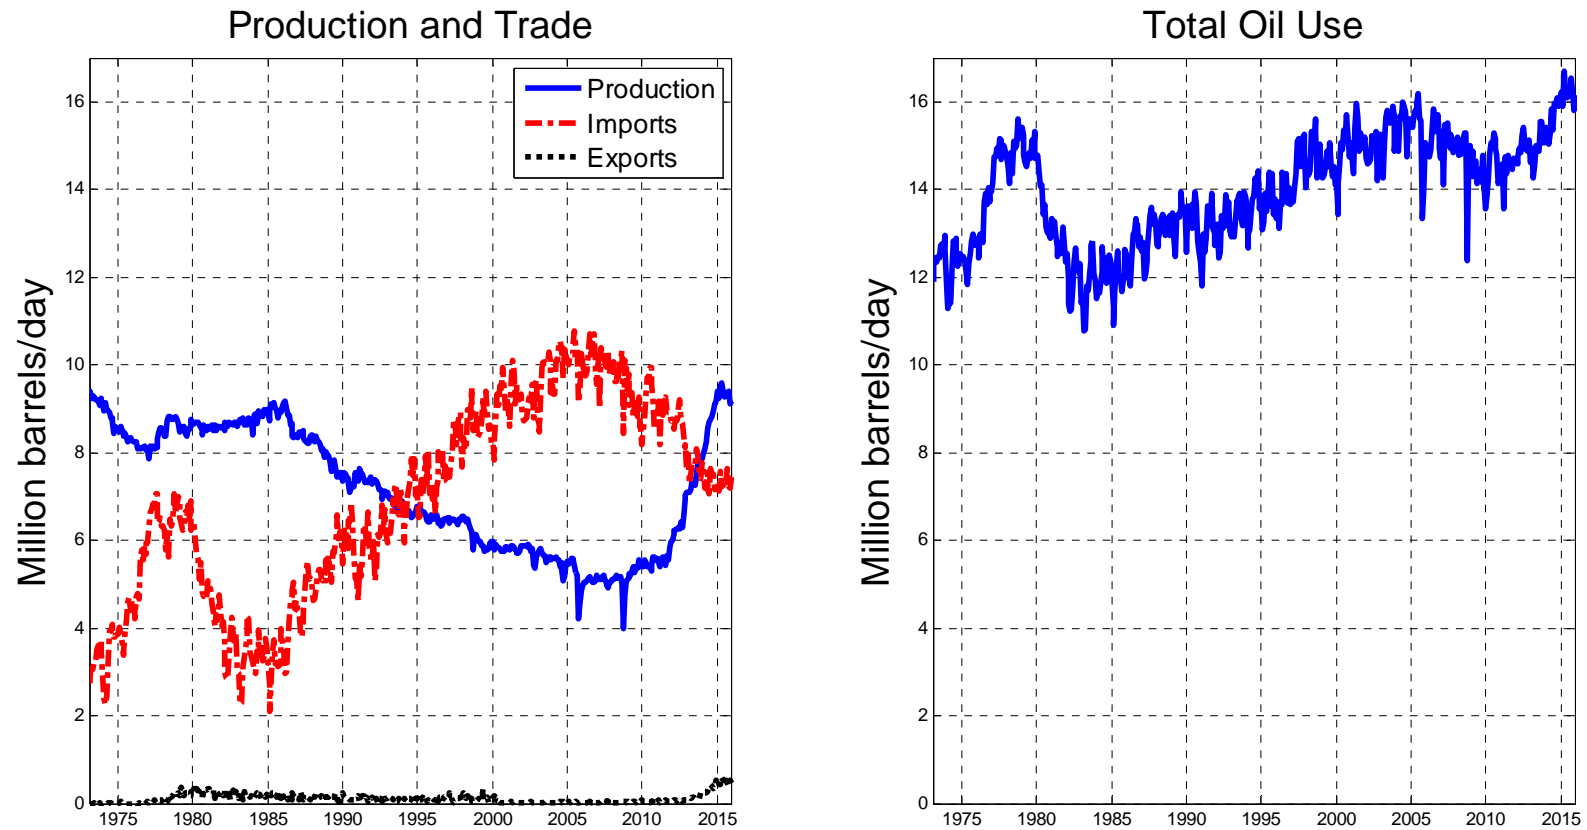 Production and Trade
Million barrels/day
16
14
12
10
8
6
4
2
0
1975 1980 1985 1990 1995 2000 2005 2010 2015
Production
Imports
Exports
Total Oil Use
Million barrels/day
16
14
12
10
8
6
4
2
0
1975 1980 1985 1990 1995 2000 2005 2010 2015